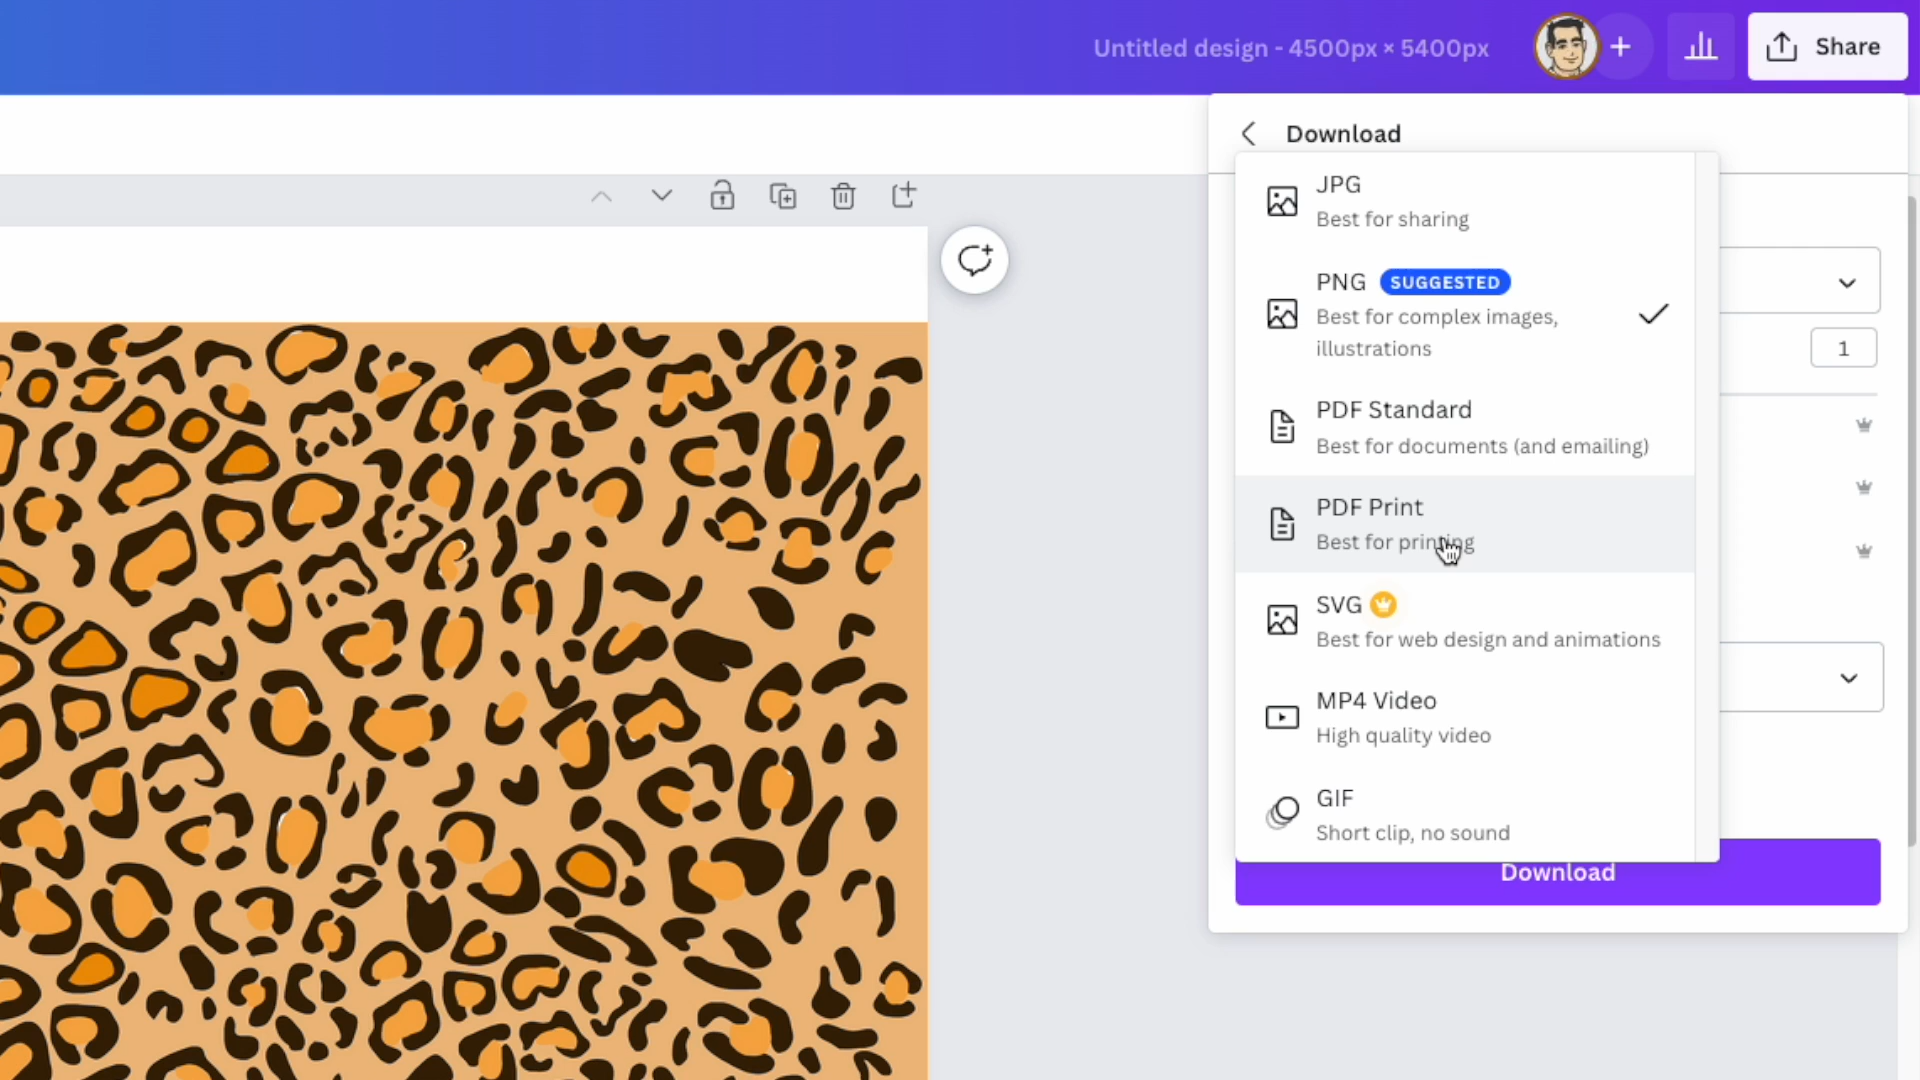 Untitled design - 4500px × 5400px
Share
Download
JPG
Best for sharing
PNG SUGGESTED
Best for complex images,
illustrations
1
PDF Standard
Best for documents (and emailing)
PDF Print
Best for printing
SVG
Best for web design and animations
MP4 Video
High quality video
GIF
Short clip, no sound
Download